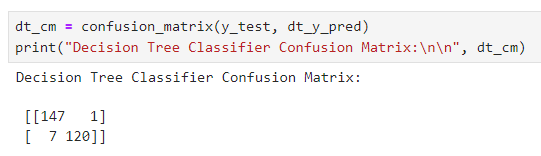 dt_cm = confusion_matrix(y_test, dt_y_pred)
print("Decision Tree Classifier Confusion Matrix:\n\n", dt_cm)
Decision Tree Classifier Confusion Matrix:
[[147   1]
[  7 120]]